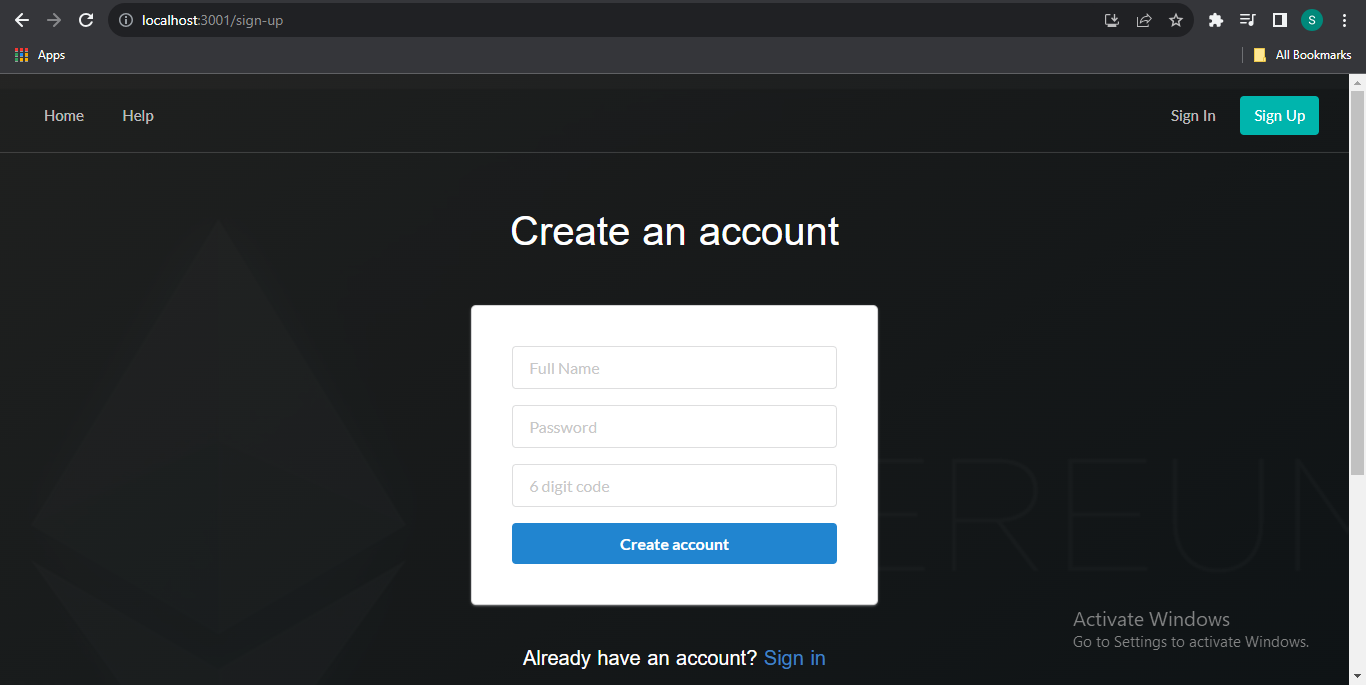 localhost:3001/sign-up
S
Apps
All Bookmarks
Home Help Sign In Sign Up
Create an account
Full Name
Password
6 digit code
EREUM
Create account
Activate Windows
Go to Settings to activate Windows.
Already have an account? Sign in